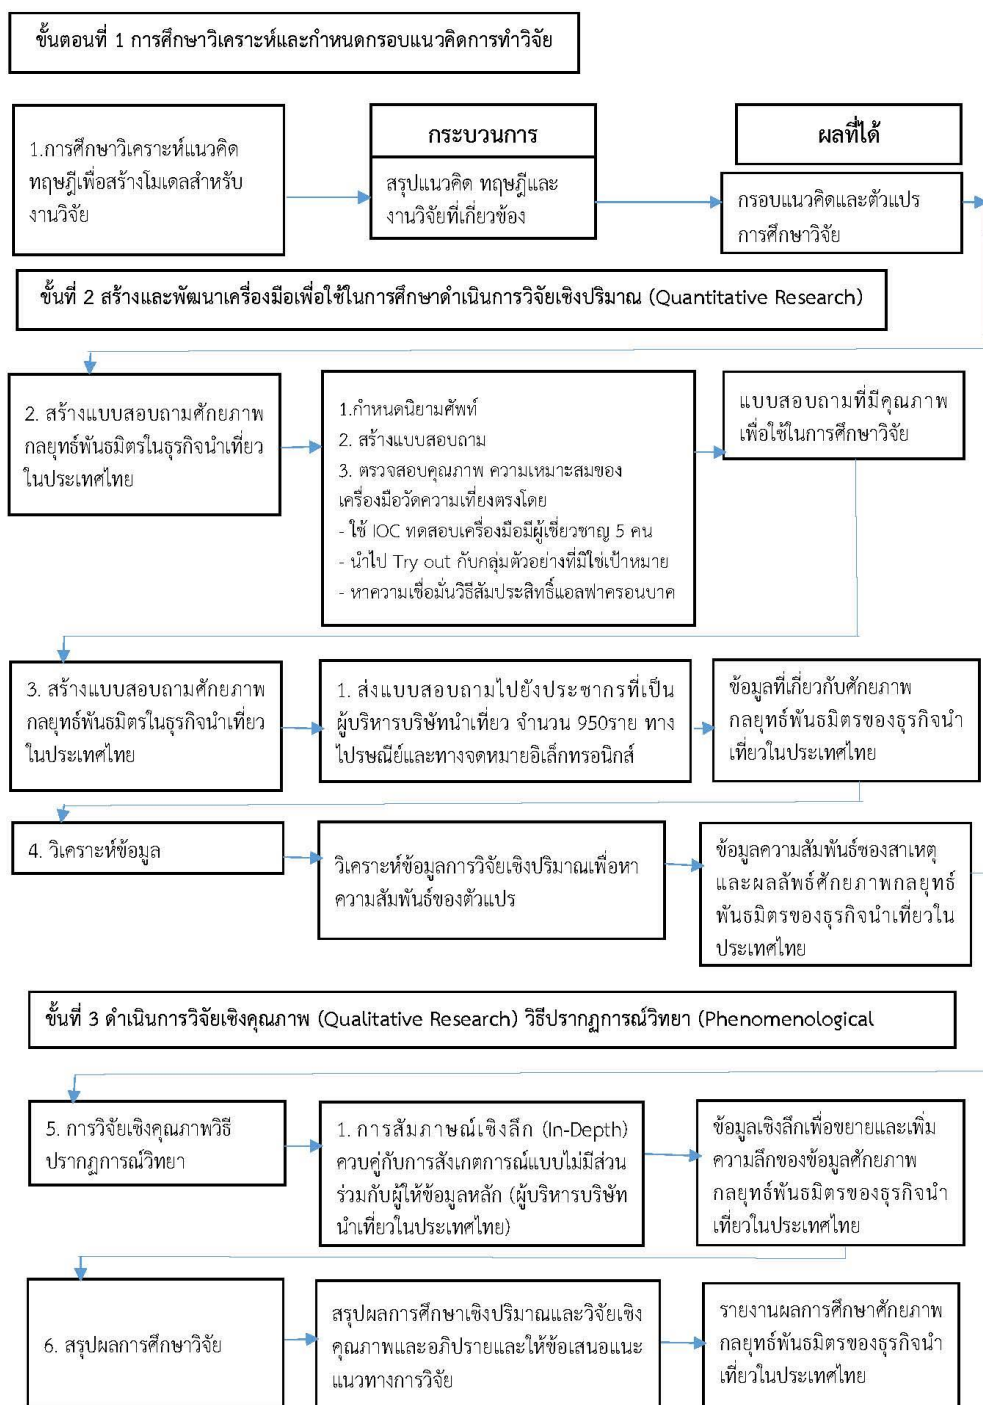 ขั้นตอนที่ 1 การศึกษาวิเคราะห์และกำหนดกรอบแนวคิดการทำวิจัย
1.การศึกษาวิเคราะห์แนวคิด
ทฤษฎีเพื่อสร้างโมเดลสำหรับ
งานวิจัย
กระบวนการ
สรุปแนวคิด ทฤษฎีและ
งานวิจัยที่เกี่ยวข้อง
ผลที่ได้
กรอบแนวคิดและตัวแปร
การศึกษาวิจัย
ขั้นที่ 2 สร้างและพัฒนาเครื่องมือเพื่อใช้ในการศึกษาดำเนินการวิจัยเชิงปริมาณ (Quantitative Research)
2. สร้างแบบสอบถามศักยภาพ
กลยุทธ์พันธมิตรในธุรกิจนำเที่ยว
ในประเทศไทย
1.กำหนดนิยามศัพท์
2. สร้างแบบสอบถาม
3. ตรวจสอบคุณภาพ ความเหมาะสมของ
เครื่องมือวัดความเที่ยงตรงโดย
- ใช้ IOC ทดสอบเครื่องมือมีผู้เชี่ยวชาญ 5 คน
- นำไป Try out กับกลุ่มตัวอย่างที่มิใช่เป้าหมาย
- หาความเชื่อมั่นวิธีสัมประสิทธิ์แอลฟาครอนบาค
แบบสอบถามที่มีคุณภาพ
เพื่อใช้ในการศึกษาวิจัย
3. สร้างแบบสอบถามศักยภาพ
กลยุทธ์พันธมิตรในธุรกิจนำเที่ยว
ในประเทศไทย
1. ส่งแบบสอบถามไปยังประชากรที่เป็น
ผู้บริหารบริษัทนำเที่ยว จำนวน 950ราย ทาง
ไปรษณีย์และทางจดหมายอิเล็กทรอนิกส์
ข้อมูลที่เกี่ยวกับศักยภาพ
กลยุทธ์พันธมิตรของธุรกิจนำ
เที่ยวในประเทศไทย
4. วิเคราะห์ข้อมูล
วิเคราะห์ข้อมูลการวิจัยเชิงปริมาณเพื่อหา
ความสัมพันธ์ของตัวแปร
ข้อมูลความสัมพันธ์ของสาเหตุ
และผลลัพธ์ศักยภาพกลยุทธ์
พันธมิตรของธุรกิจนำเที่ยวใน
ประเทศไทย
ขั้นที่ 3 ดำเนินการวิจัยเชิงคุณภาพ (Qualitative Research) วิธีปรากฏการณ์วิทยา (Phenomenological
5. การวิจัยเชิงคุณภาพวิธี
ปรากฏการณ์วิทยา
1. การสัมภาษณ์เชิงลึก (In-Depth)
ควบคู่กับการสังเกตการณ์แบบไม่มีส่วน
ร่วมกับผู้ให้ข้อมูลหลัก (ผู้บริหารบริษัท
นำเที่ยวในประเทศไทย)
ข้อมูลเชิงลึกเพื่อขยายและเพิ่ม
ความลึกของข้อมูลศักยภาพ
กลยุทธ์พันธมิตรของธุรกิจนำ
เที่ยวในประเทศไทย
6. สรุปผลการศึกษาวิจัย
สรุปผลการศึกษาเชิงปริมาณและวิจัยเชิง
คุณภาพและอภิปรายและให้ข้อเสนอแนะ
แนวทางการวิจัย
รายงานผลการศึกษาศักยภาพ
กลยุทธ์พันธมิตรของธุรกิจนำ
เที่ยวในประเทศไทย